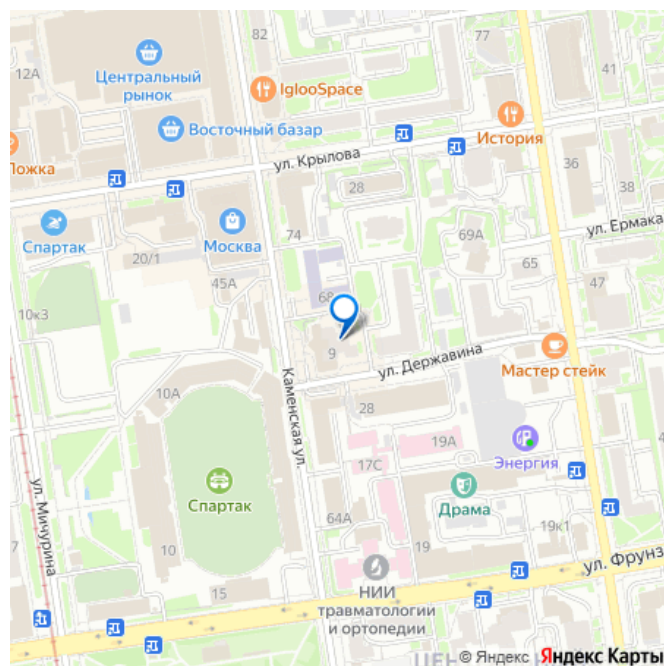 82
77
12А
Центральный
рынок
41
IglooSpace
Восточный базар
История
Ложка
ул. Крылова
36
28
38
Спартак
Москва
74
69А
ул. Ермака
20/1
65
45А
47
68
10к3
9
ул. Державина
Мастер стейк
10А
Каменская ул.
28
19А
17С
Энергия
Спартак
ул. Мичурина
Драма
64А
19к1
10
19
ул. Фрунз
НИИ
травматологии
и ортопедии
15
ЦЕН
© Яндекс Яндекс Карты